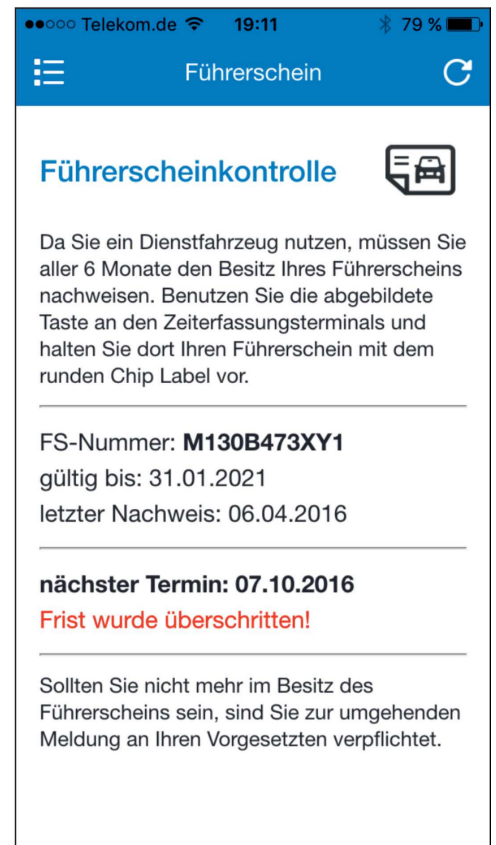 Telekom.de 19:11 79 %
Führerschein
Führerscheinkontrolle
Da Sie ein Dienstfahrzeug nutzen, müssen Sie
aller 6 Monate den Besitz Ihres Führerscheins
nachweisen. Benutzen Sie die abgebildete
Taste an den Zeiterfassungsterminals und
halten Sie dort Ihren Führerschein mit dem
runden Chip Label vor.
FS-Nummer: M130B473XY1
gültig bis: 31.01.2021
letzter Nachweis: 06.04.2016
nächster Termin: 07.10.2016
Frist wurde überschritten!
Sollten Sie nicht mehr im Besitz des
Führerscheins sein, sind Sie zur umgehenden
Meldung an Ihren Vorgesetzten verpflichtet.